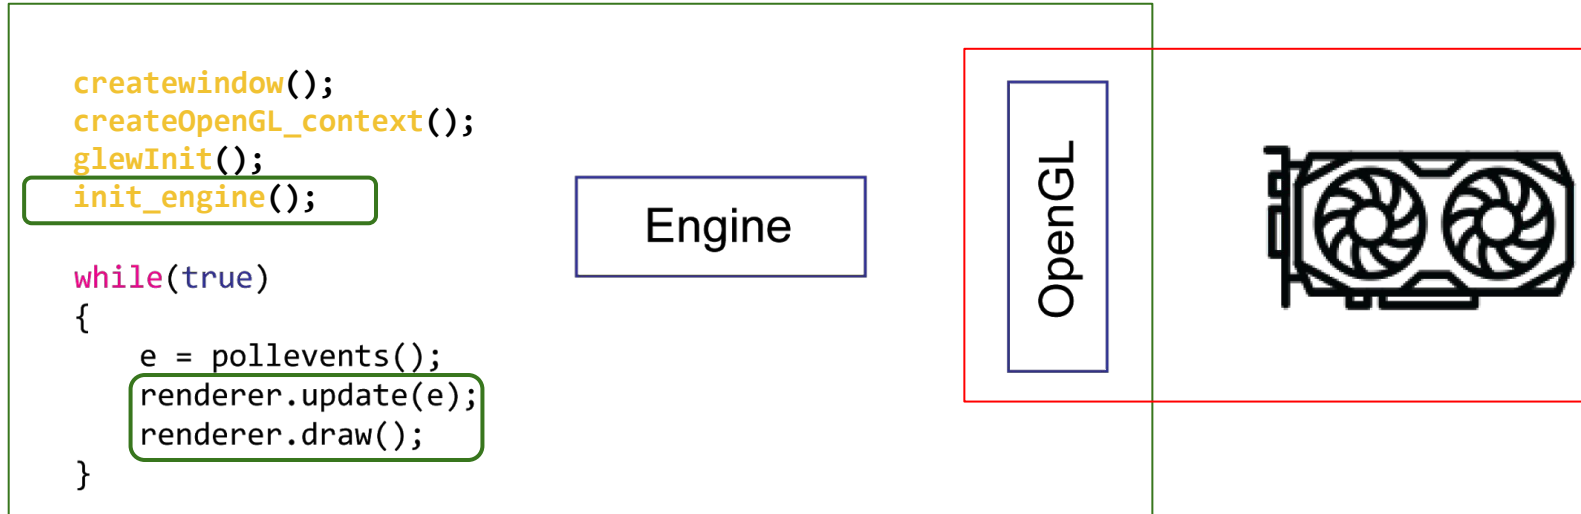 createwindow();
createOpenGL_context();
glewInit();
init_engine();
while(true)
{
e = pollevents();
renderer.update(e);
renderer.draw();
}
Engine
OpenGL